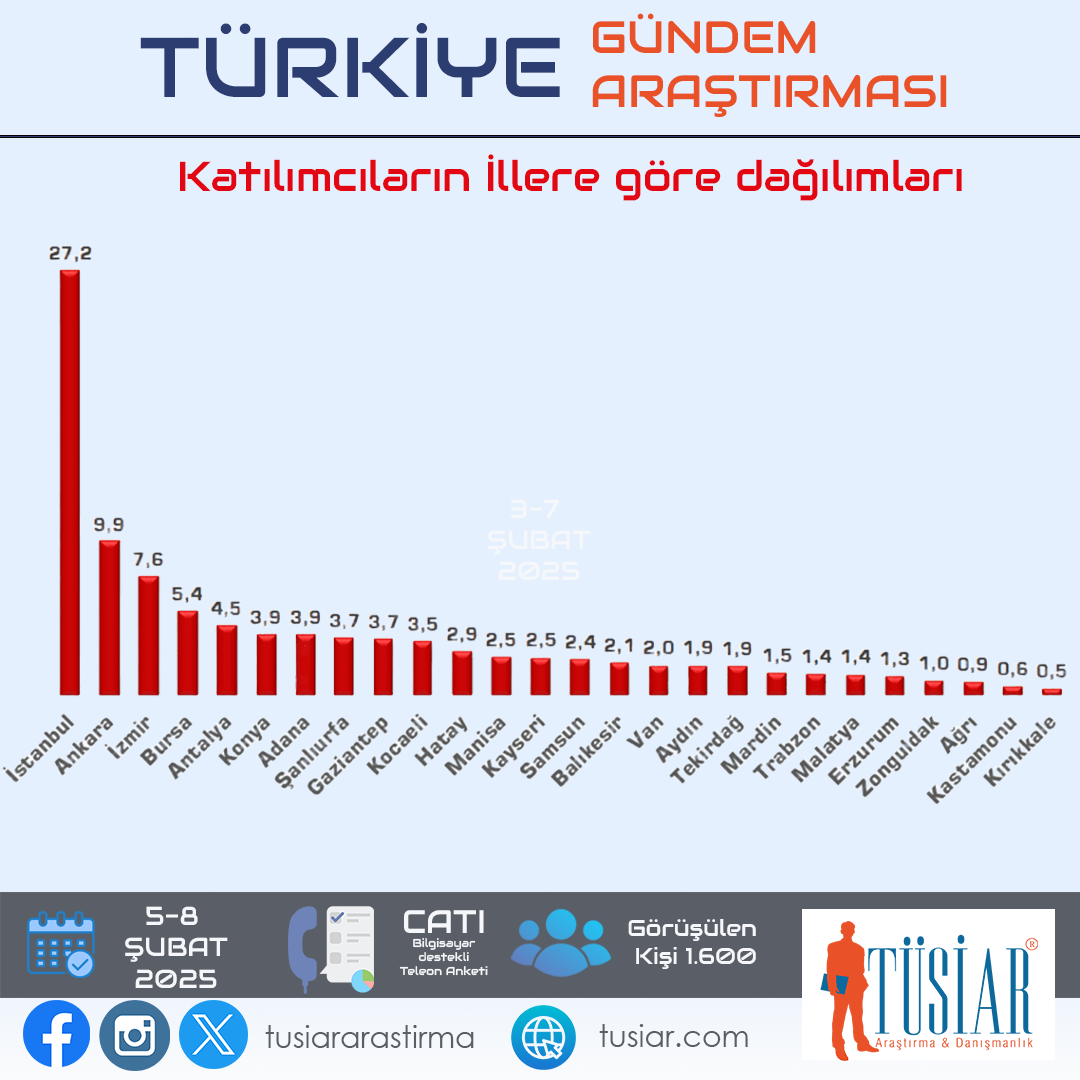 TÜRKİYE
GÜNDEM
ARAŞTIRMASI
Katılımcıların İllere göre dağılımları
27,2
9,9
7,6
5,4
4,5
3,9
3,9
3,7
3,7
3,5
2,9
2,5
2,5
2,4
2,1
2,0
1,9
1,9
1,5
1,4
1,4
1,3
1,0
0,9
0,6
0,5
3-7
ŞUBAT
2025
İstanbul
Ankara
İzmir
Bursa
Antalya
Konya
Adana
Şanlıurfa
Gaziantep
Kocaeli
Hatay
Manisa
Kayseri
Samsun
Balıkesir
Van
Aydın
Tekirdağ
Mardin
Trabzon
Malatya
Erzurum
Zonguldak
Ağrı
Kastamonu
Kırıkkale
5-8
ŞUBAT
2025
CATI
Bilgisayar
destekli
Teleon Anketi
Görüşülen
Kişi 1.600
TÜSİAR®
Araştırma & Danışmanlık
tusiararastirma
tusiar.com